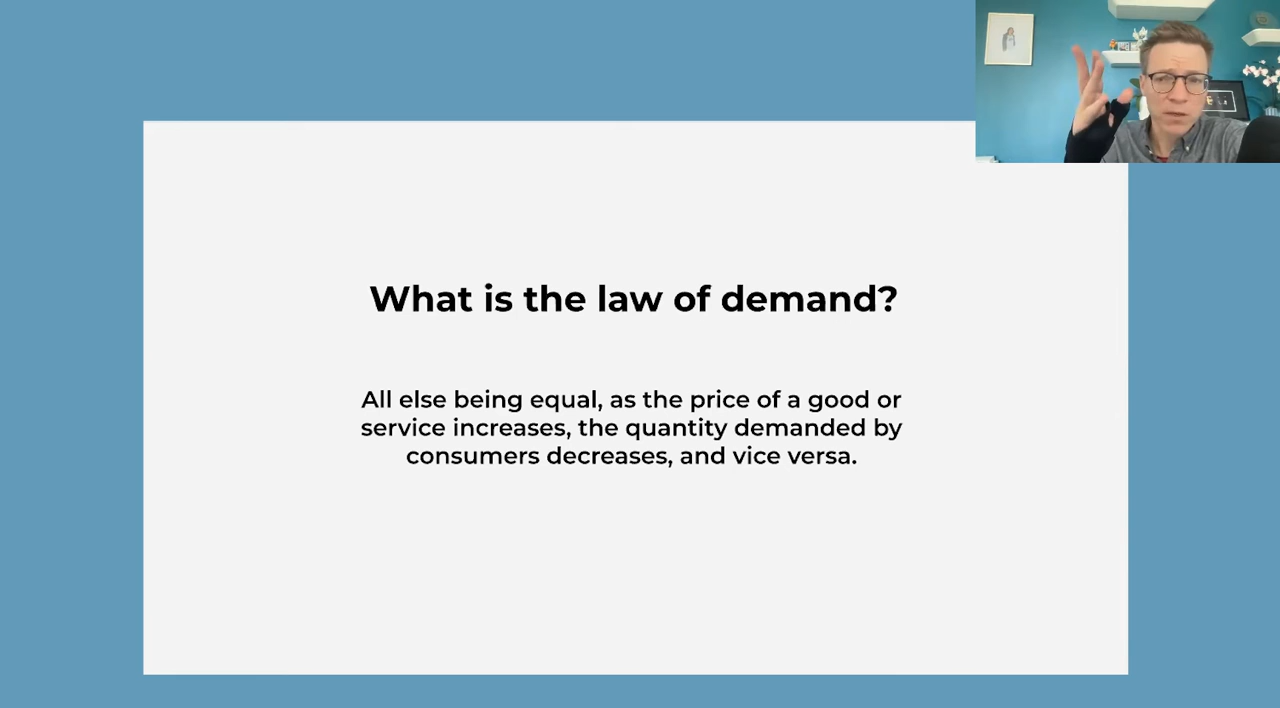 What is the law of demand?
All else being equal, as the price of a good or
service increases, the quantity demanded by
consumers decreases, and vice versa.